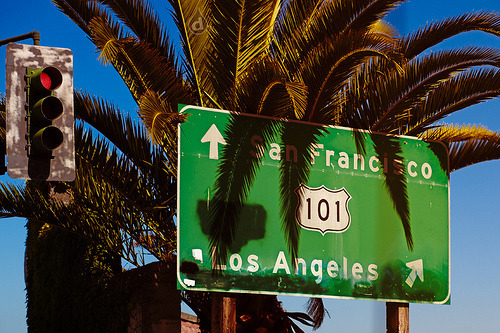 San Francisco
101
Los Angeles